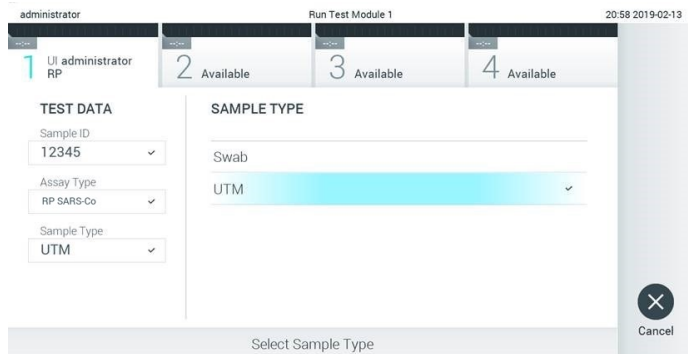 administrator
Run Test Module 1
20:58 2019-02-13
--:--
--:--
--:--
--:--
1 UI administrator
RP
2 Available
3 Available
4 Available
TEST DATA
Sample ID
12345
Assay Type
RP SARS-Co
Sample Type
UTM
SAMPLE TYPE
Swab
UTM
Cancel
Select Sample Type